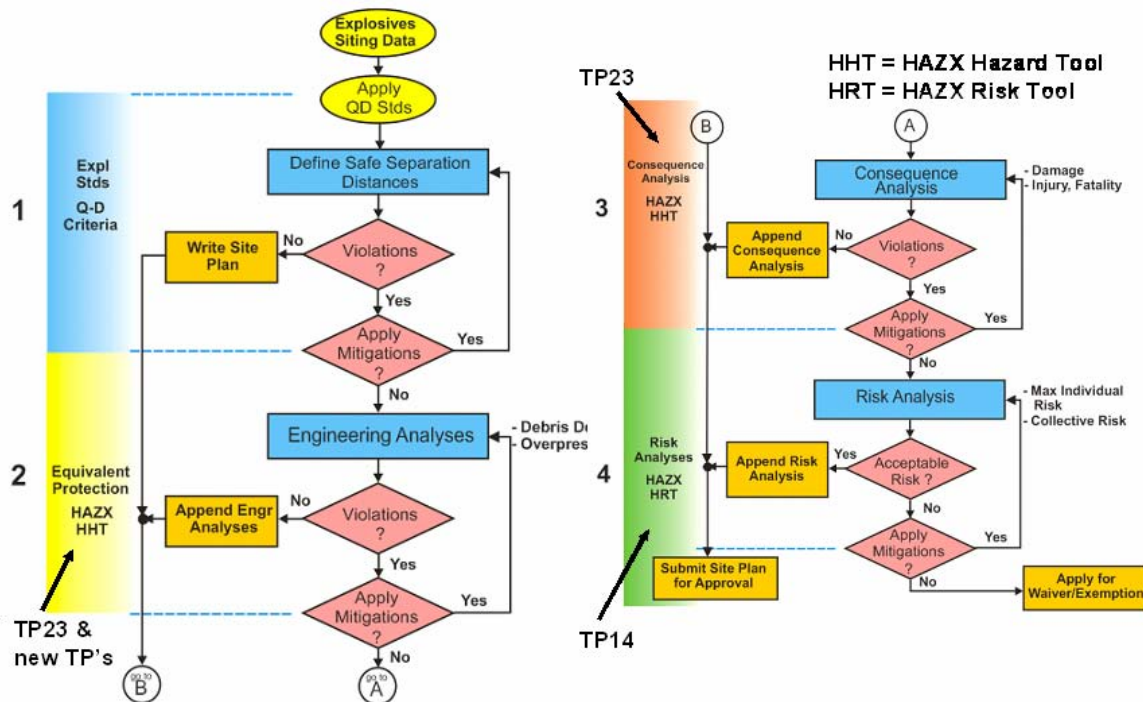 Explosives
Siting Data
Apply
QD Stds
1
Expl
Stds
Q-D
Criteria
Define Safe Separation
Distances
Write Site
Plan
No
Violations
?
Yes
Apply
Mitigations
?
Yes
No
2
Equivalent
Protection
HAZX
HHT
Engineering Analyses
- Debris
- Overpres
Append Engr
Analyses
No
Violations
?
Yes
Apply
Mitigations
?
Yes
No
TP23 &
new TP's
go to
B
go to
A
TP23
HHT = HAZX Hazard Tool
HRT = HAZX Risk Tool
B
A
3
Consequence
Analysis
HAZX
HHT
Consequence
Analysis
- Damage
- Injury, Fatality
Append
Consequence
Analysis
No
Violations
?
Yes
Apply
Mitigations
?
Yes
No
4
Risk
Analyses
HAZX
HRT
Risk Analysis
- Max Individual
Risk
- Collective Risk
Append Risk
Analysis
Yes
Acceptable
Risk ?
No
Apply
Mitigations
?
Yes
No
Submit Site Plan
for Approval
Apply for
Waiver/Exemption
TP14